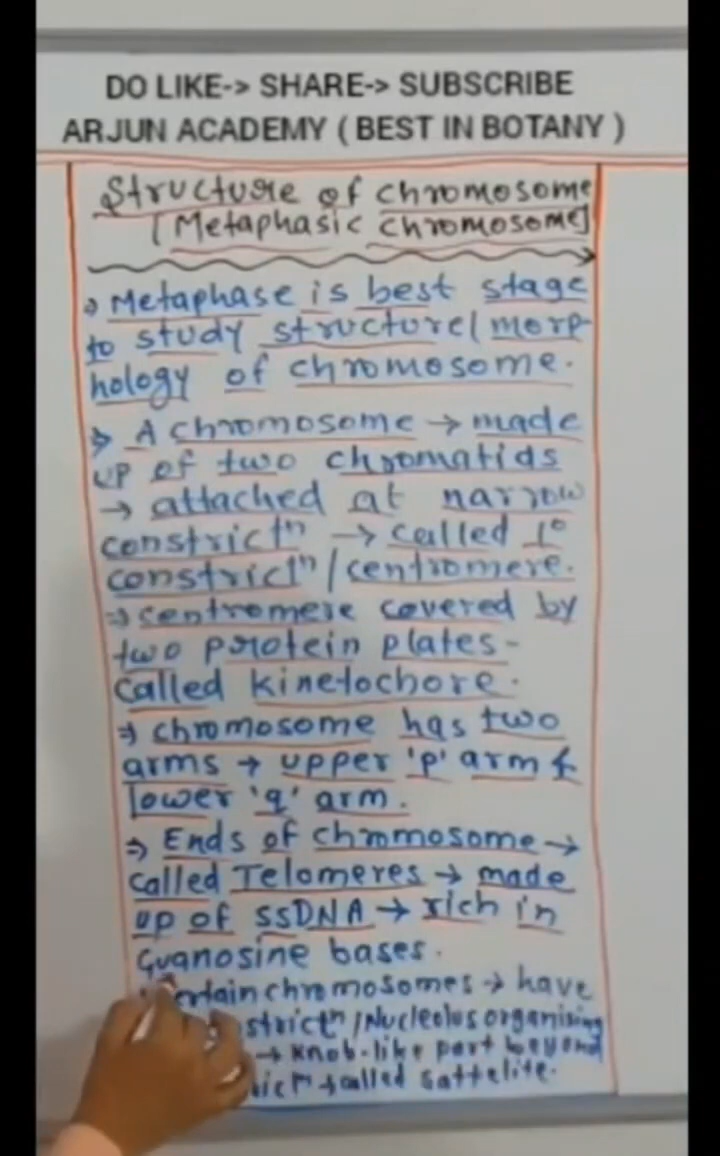 DO LIKE-> SHARE-> SUBSCRIBE
ARJUN ACADEMY ( BEST IN BOTANY )
Structure of chromosome
[Metaphasic chromosome]
→ Metaphase is best stage
to study structure/morp-
hology of chromosome.
→ A chromosome → made
up of two chromatids
→ attached at narrow
constrictⁿ → called 1°
constrictⁿ/centromere.
⇒ centromere covered by
two protein plates-
called kinetochore.
⇒ chromosome has two
arms → upper 'p' arm &
lower 'q' arm.
⇒ Ends of chromosome →
called Telomeres → made
up of ssDNA → rich in
Guanosine bases.
chromosomes → have
/Nucleolus organising
→ knob-like part beyond
→ called sattelite.